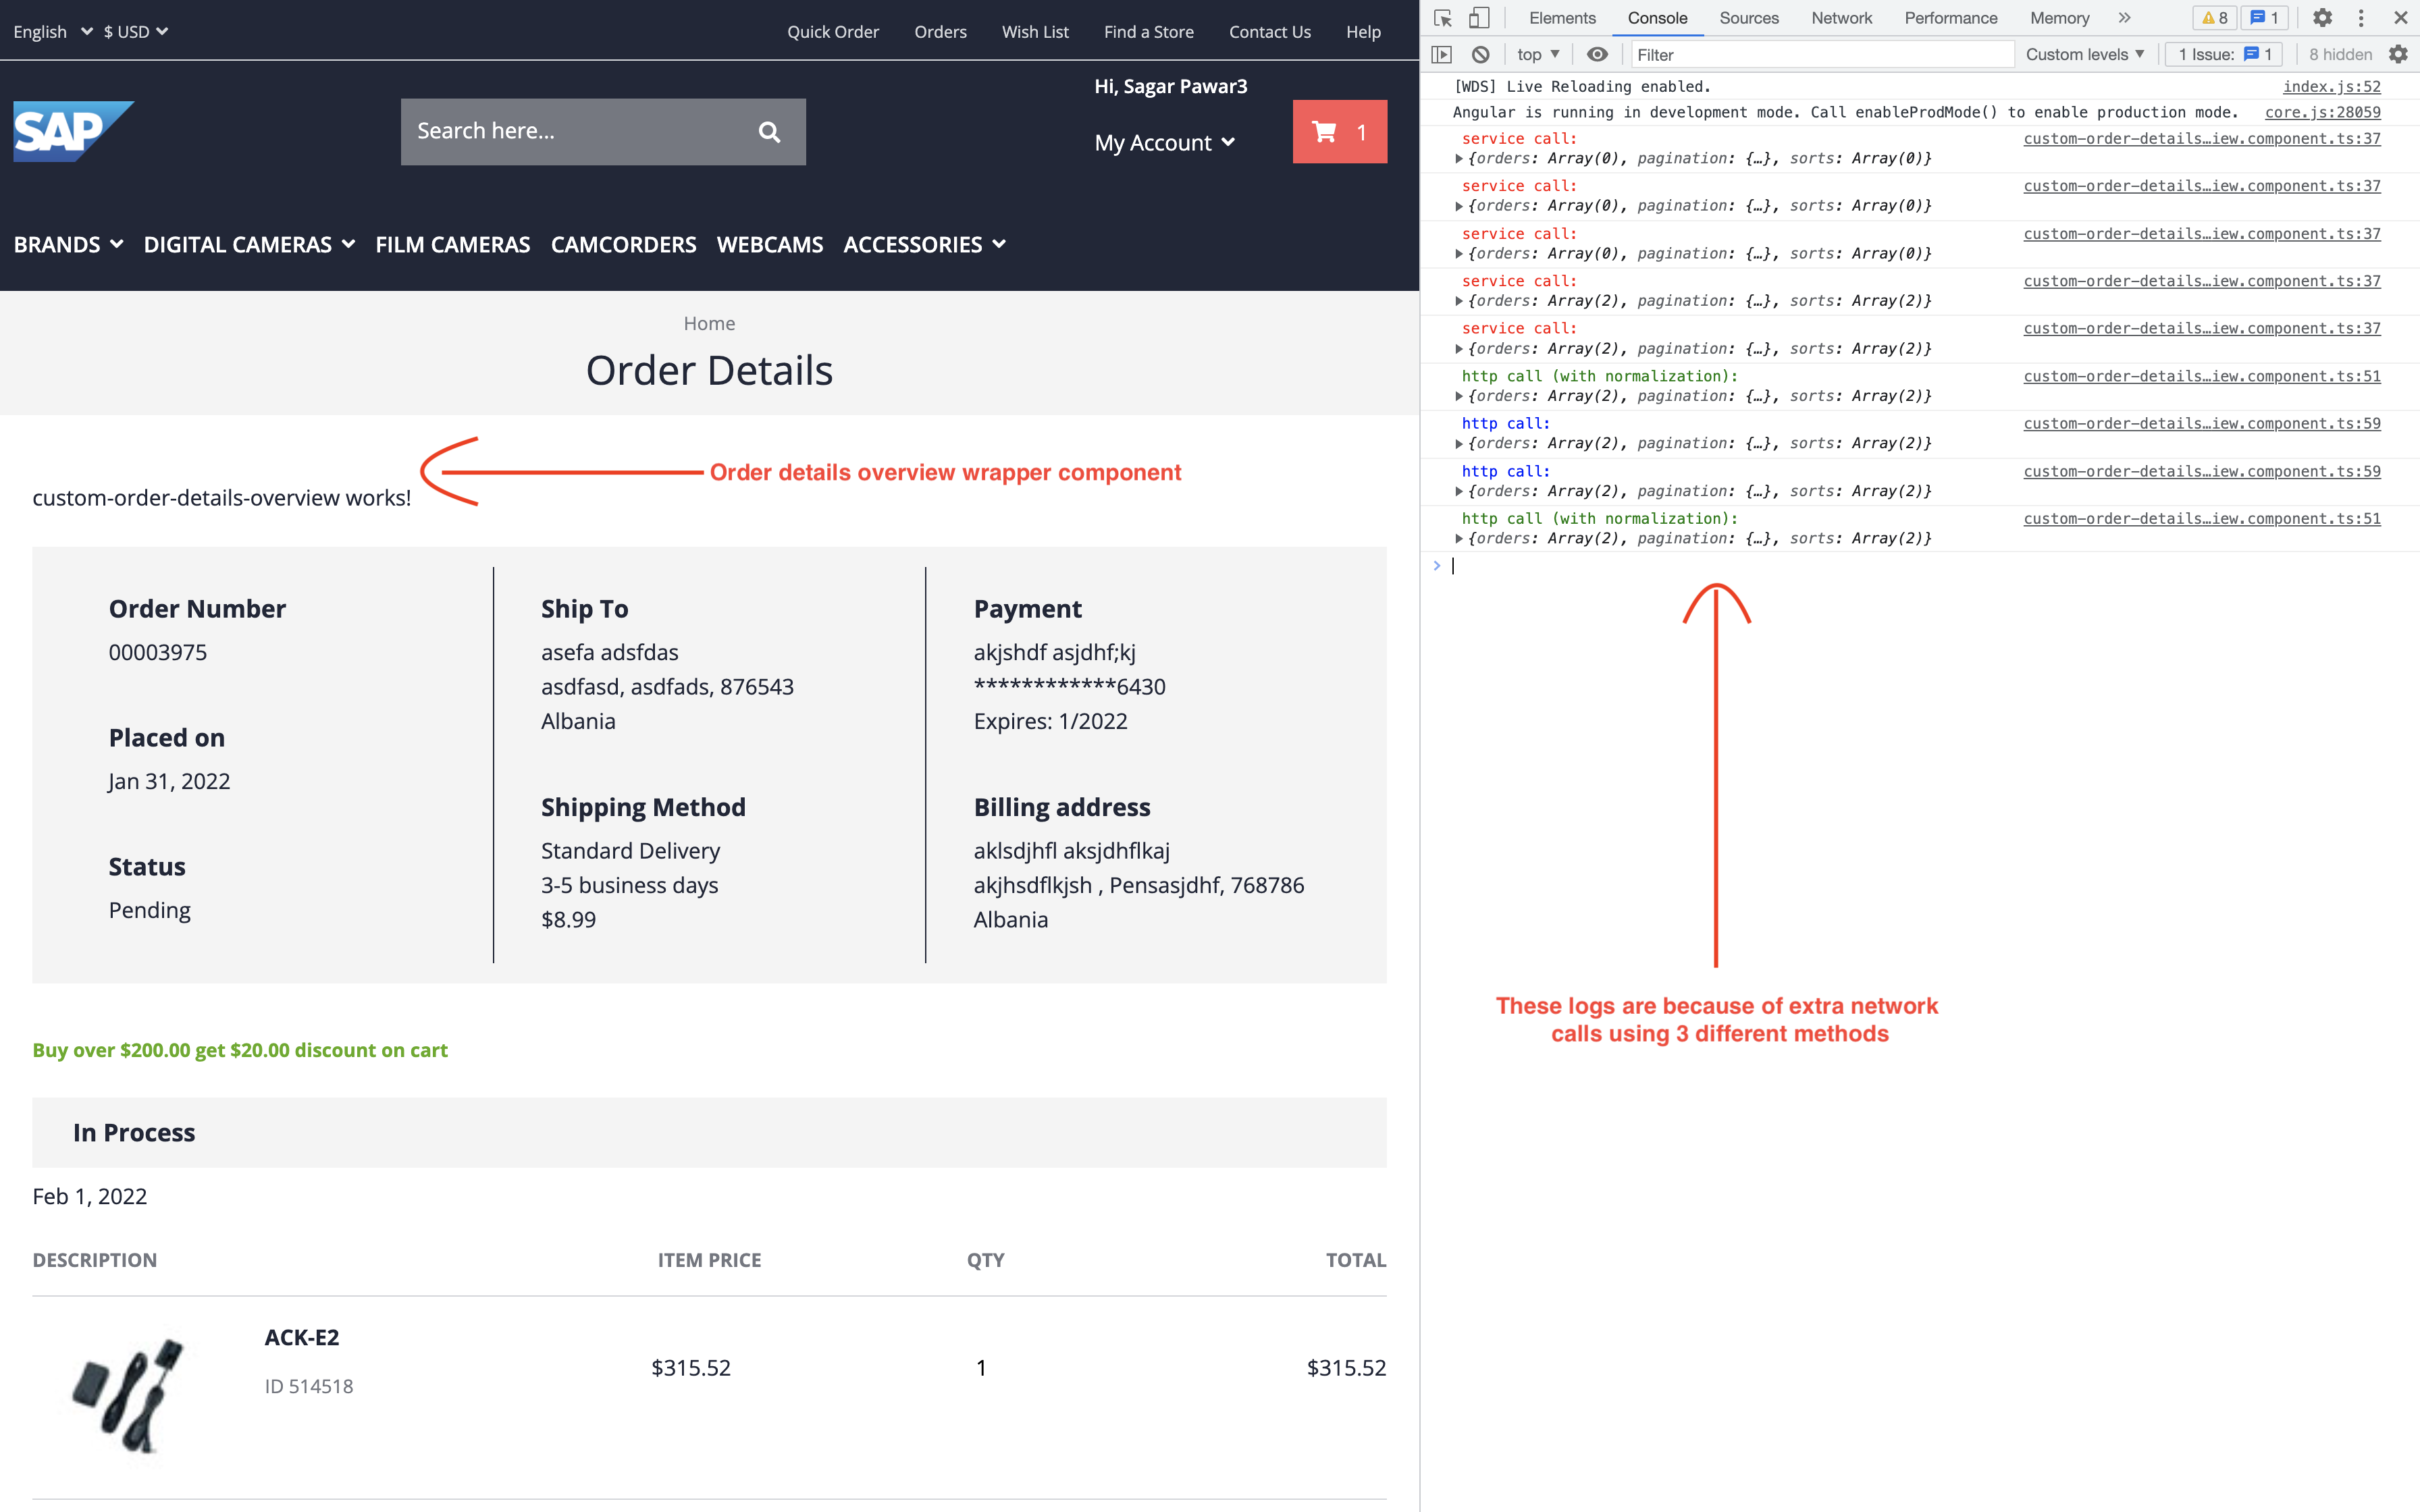 English $ USD Quick Order Orders Wish List Find a Store Contact Us Help
Hi, Sagar Pawar3
SAP Search here... My Account 1
BRANDS DIGITAL CAMERAS FILM CAMERAS CAMCORDERS WEBCAMS ACCESSORIES
Home
Order Details
Order details overview wrapper component
custom-order-details-overview works!
Order Number
00003975
Placed on
Jan 31, 2022
Status
Pending
Ship To
asefa adsfdas
asdfasd, asdfads, 876543
Albania
Shipping Method
Standard Delivery
3-5 business days
$8.99
Payment
akjshdf asjdhf;kj
************6430
Expires: 1/2022
Billing address
aklsdjhfl aksjdhflkaj
akjhsdflkjsh , Pensasjdhf, 768786
Albania
Buy over $200.00 get $20.00 discount on cart
In Process
Feb 1, 2022
DESCRIPTION ITEM PRICE QTY TOTAL
ACK-E2
ID 514518
$315.52 1 $315.52
Elements Console Sources Network Performance Memory » 8 1
top Filter Custom levels 1 Issue: 1 8 hidden
[WDS] Live Reloading enabled. index.js:52
Angular is running in development mode. Call enableProdMode() to enable production mode. core.js:28059
service call: custom-order-details…iew.component.ts:37
{orders: Array(0), pagination: {…}, sorts: Array(0)}
service call: custom-order-details…iew.component.ts:37
{orders: Array(0), pagination: {…}, sorts: Array(0)}
service call: custom-order-details…iew.component.ts:37
{orders: Array(0), pagination: {…}, sorts: Array(0)}
service call: custom-order-details…iew.component.ts:37
{orders: Array(2), pagination: {…}, sorts: Array(2)}
service call: custom-order-details…iew.component.ts:37
{orders: Array(2), pagination: {…}, sorts: Array(2)}
http call (with normalization): custom-order-details…iew.component.ts:51
{orders: Array(2), pagination: {…}, sorts: Array(2)}
http call: custom-order-details…iew.component.ts:59
{orders: Array(2), pagination: {…}, sorts: Array(2)}
http call: custom-order-details…iew.component.ts:59
{orders: Array(2), pagination: {…}, sorts: Array(2)}
http call (with normalization): custom-order-details…iew.component.ts:51
{orders: Array(2), pagination: {…}, sorts: Array(2)}
These logs are because of extra network
calls using 3 different methods